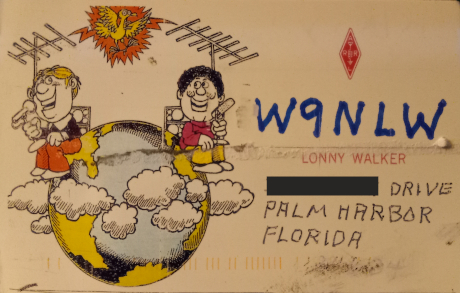 W9NLW
LONNY WALKER
DRIVE
PALM HARBOR
FLORIDA